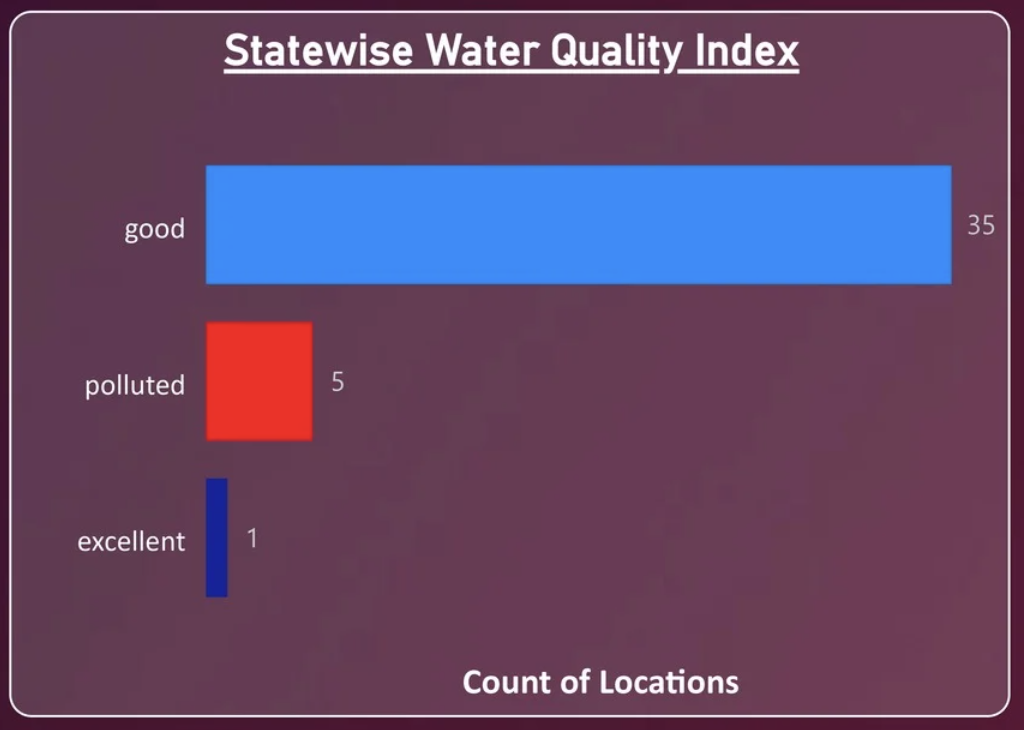 Statewise Water Quality Index
good 35
polluted 5
excellent 1
Count of Locations